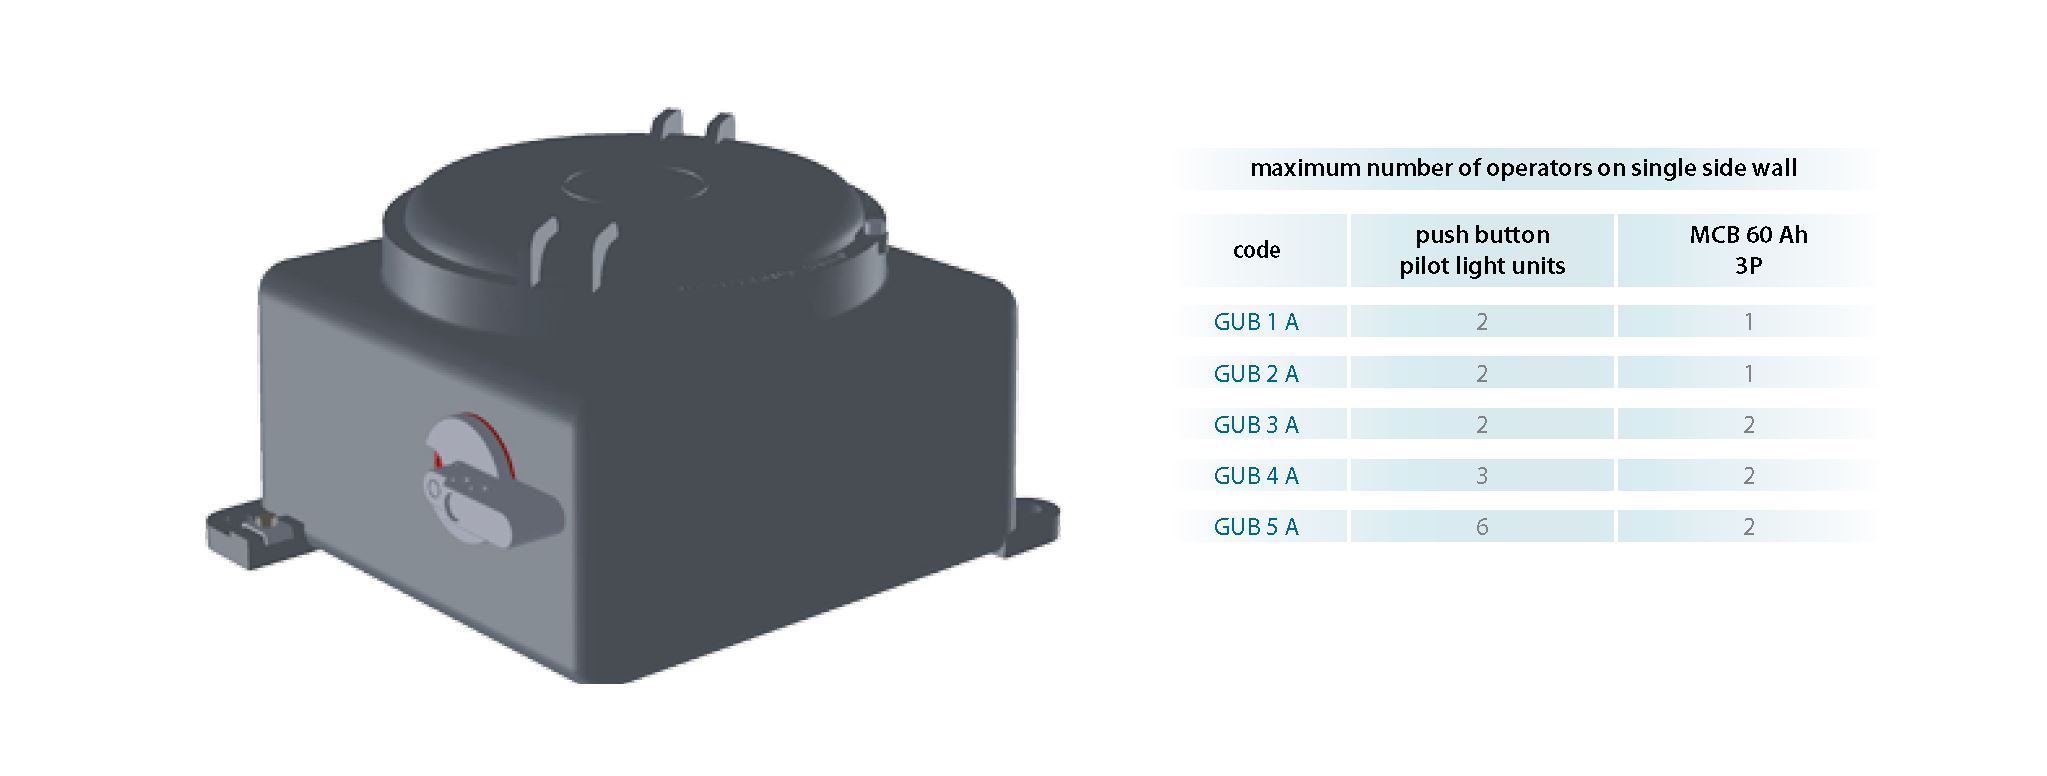 maximum number of operators on single side wall
code
push button
pilot light units
MCB 60 Ah
3P
GUB 1 A 2 1
GUB 2 A 2 1
GUB 3 A 2 2
GUB 4 A 3 2
GUB 5 A 6 2